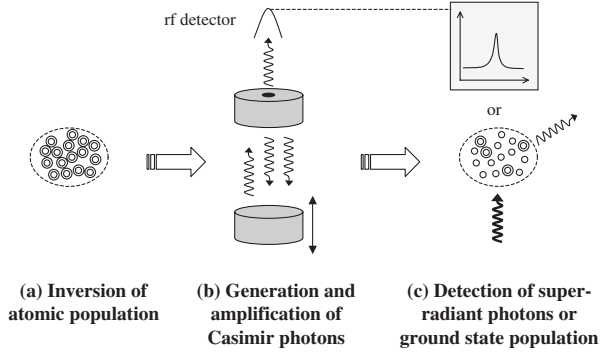 rf detector
or
(a) Inversion of
atomic population
(b) Generation and
amplification of
Casimir photons
(c) Detection of super-
radiant photons or
ground state population